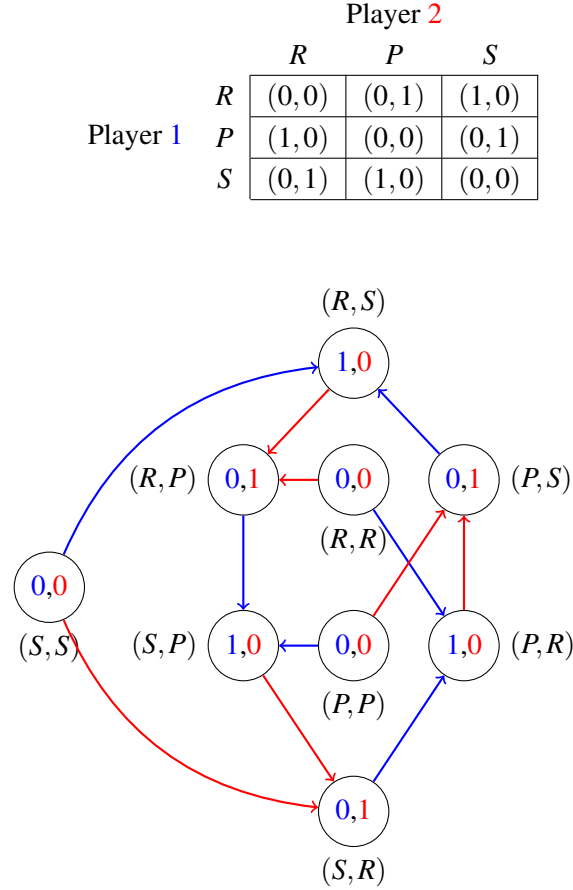 Player 2
R P S
R (0,0) (0,1) (1,0)
Player 1 P (1,0) (0,0) (0,1)
S (0,1) (1,0) (0,0)
(R,S)
1,0
(R,P) 0,1 0,0 0,1 (P,S)
(R,R)
0,0
(S,S) (S,P) 1,0 0,0 1,0 (P,R)
(P,P)
0,1
(S,R)